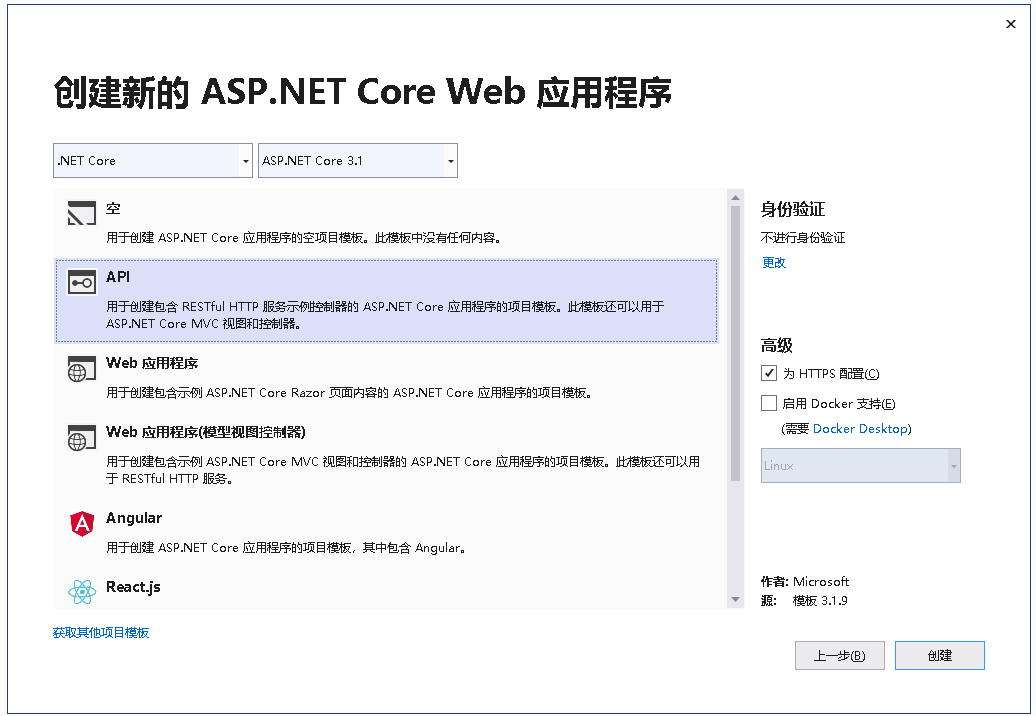 创建新的 ASP.NET Core Web 应用程序
.NET Core
ASP.NET Core 3.1
空
用于创建 ASP.NET Core 应用程序的空项目模板。此模板中没有任何内容。
API
用于创建包含 RESTful HTTP 服务示例控制器的 ASP.NET Core 应用程序的项目模板。此模板还可以用于
ASP.NET Core MVC 视图和控制器。
Web 应用程序
用于创建包含示例 ASP.NET Core Razor 页面内容的 ASP.NET Core 应用程序的项目模板。
Web 应用程序(模型视图控制器)
用于创建包含示例 ASP.NET Core MVC 视图和控制器的 ASP.NET Core 应用程序的项目模板。此模板还可以用
于 RESTful HTTP 服务。
Angular
用于创建 ASP.NET Core 应用程序的项目模板，其中包含 Angular。
React.js
获取其他项目模板
身份验证
不进行身份验证
更改
高级
为 HTTPS 配置(C)
启用 Docker 支持(E)
(需要 Docker Desktop)
Linux
作者: Microsoft
源: 模板 3.1.9
上一步(B)
创建